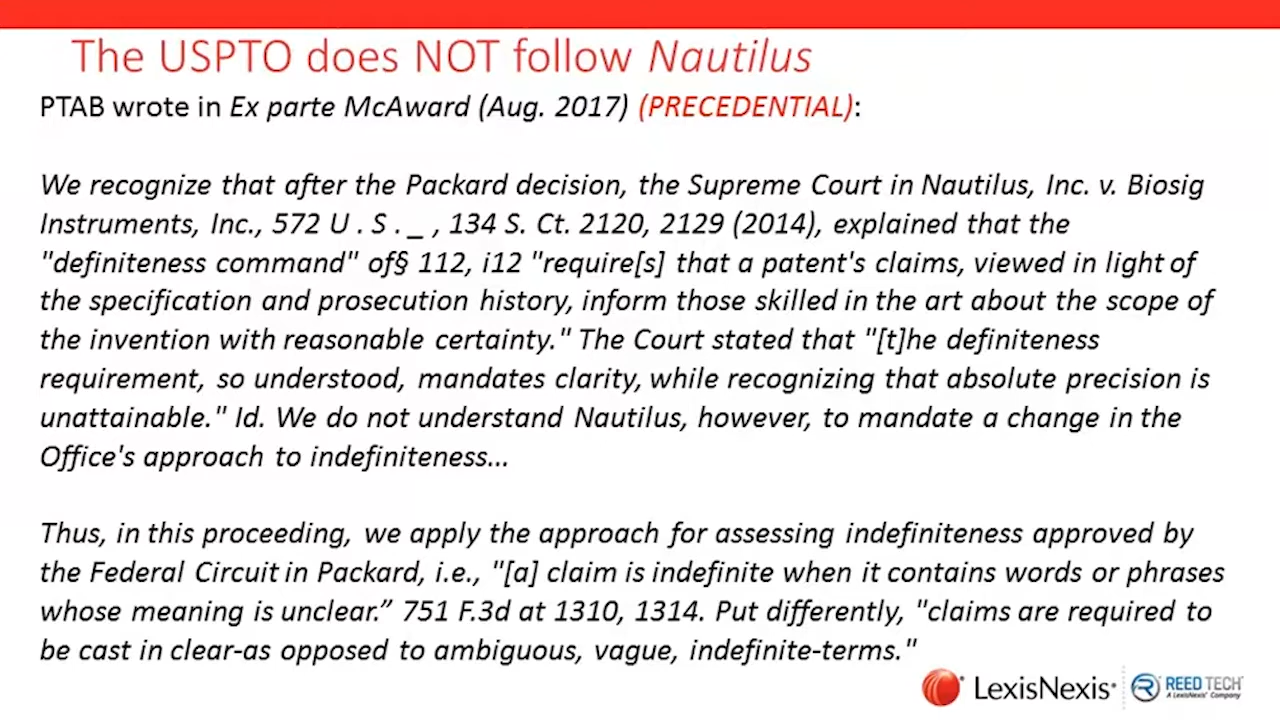 The USPTO does NOT follow Nautilus
PTAB wrote in Ex parte McAward (Aug. 2017) (PRECEDENTIAL):
We recognize that after the Packard decision, the Supreme Court in Nautilus, Inc. v. Biosig
Instruments, Inc., 572 U . S . _ , 134 S. Ct. 2120, 2129 (2014), explained that the
"definiteness command" of§ 112, i12 "require[s] that a patent's claims, viewed in light of
the specification and prosecution history, inform those skilled in the art about the scope of
the invention with reasonable certainty." The Court stated that "[t]he definiteness
requirement, so understood, mandates clarity, while recognizing that absolute precision is
unattainable." Id. We do not understand Nautilus, however, to mandate a change in the
Office's approach to indefiniteness…
Thus, in this proceeding, we apply the approach for assessing indefiniteness approved by
the Federal Circuit in Packard, i.e., "[a] claim is indefinite when it contains words or phrases
whose meaning is unclear.” 751 F.3d at 1310, 1314. Put differently, "claims are required to
be cast in clear-as opposed to ambiguous, vague, indefinite-terms."
LexisNexis®
REED TECH
A LexisNexis® Company